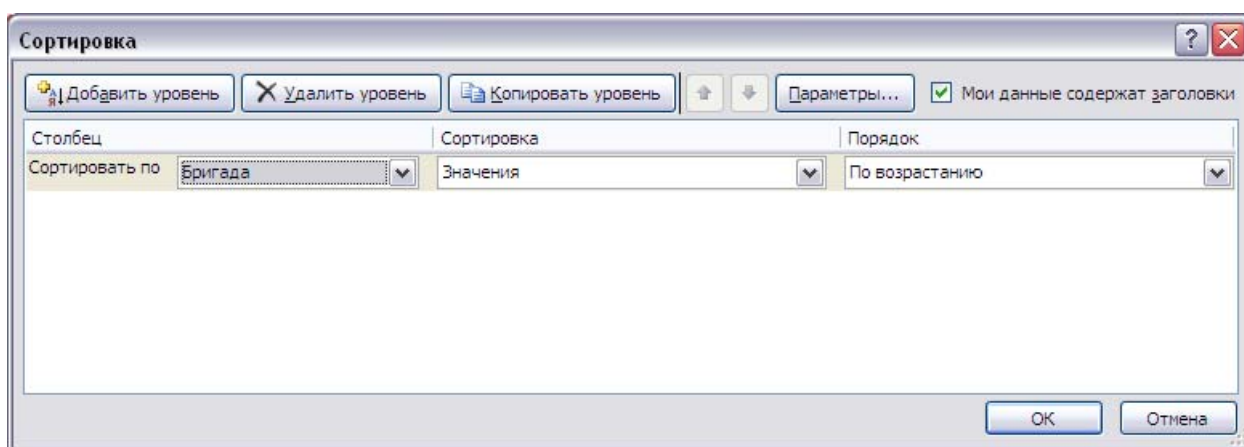 Сортировка
Добавить уровень Удалить уровень Копировать уровень Параметры... Мои данные содержат заголовки
Столбец Сортировка Порядок
Сортировать по Бригада Значения По возрастанию
ОК Отмена